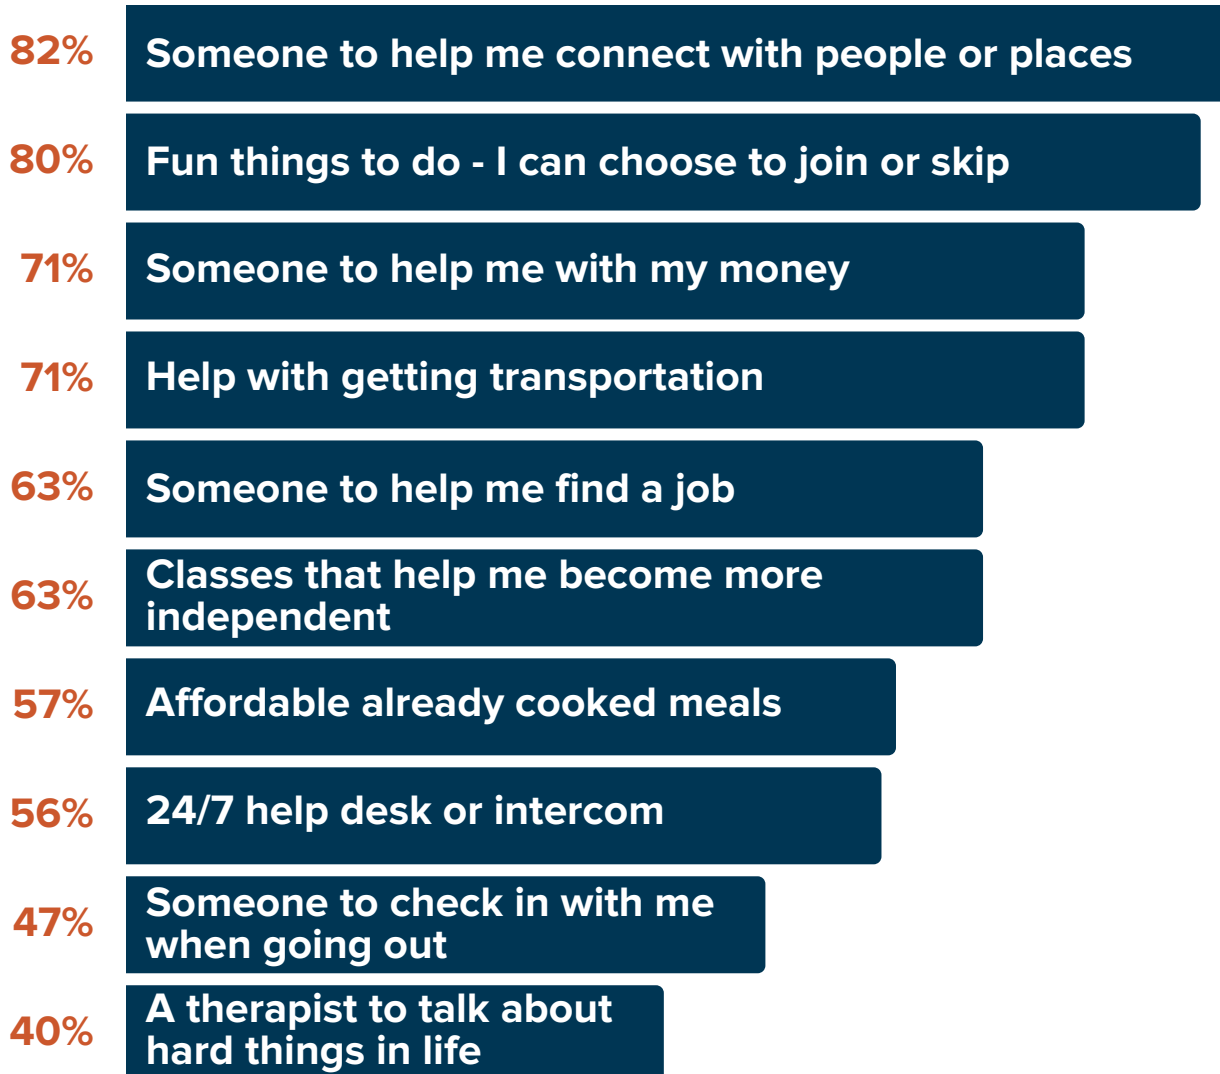 82% Someone to help me connect with people or places
80% Fun things to do - I can choose to join or skip
71% Someone to help me with my money
71% Help with getting transportation
63% Someone to help me find a job
63% Classes that help me become more
independent
57% Affordable already cooked meals
56% 24/7 help desk or intercom
47% Someone to check in with me
when going out
40% A therapist to talk about
hard things in life